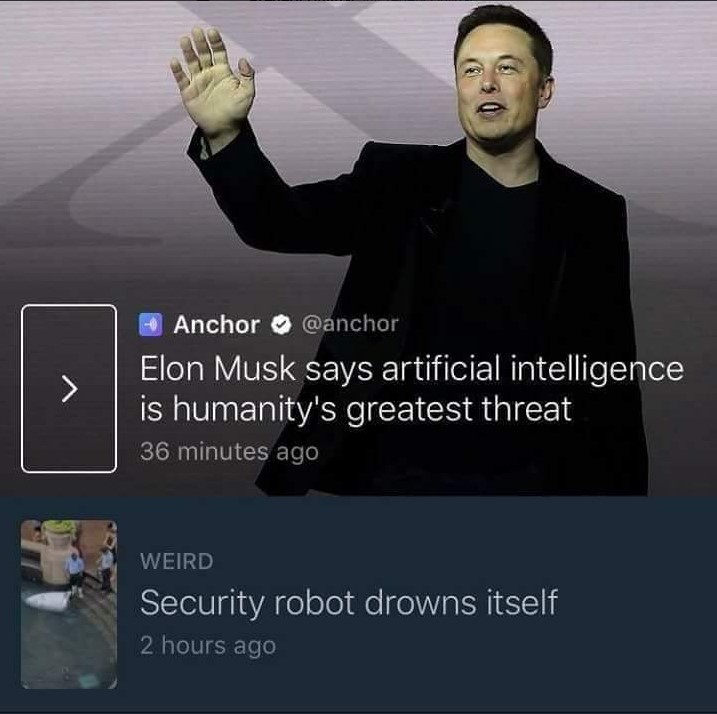 Anchor @anchor
Elon Musk says artificial intelligence
is humanity's greatest threat
36 minutes ago
WEIRD
Security robot drowns itself
2 hours ago